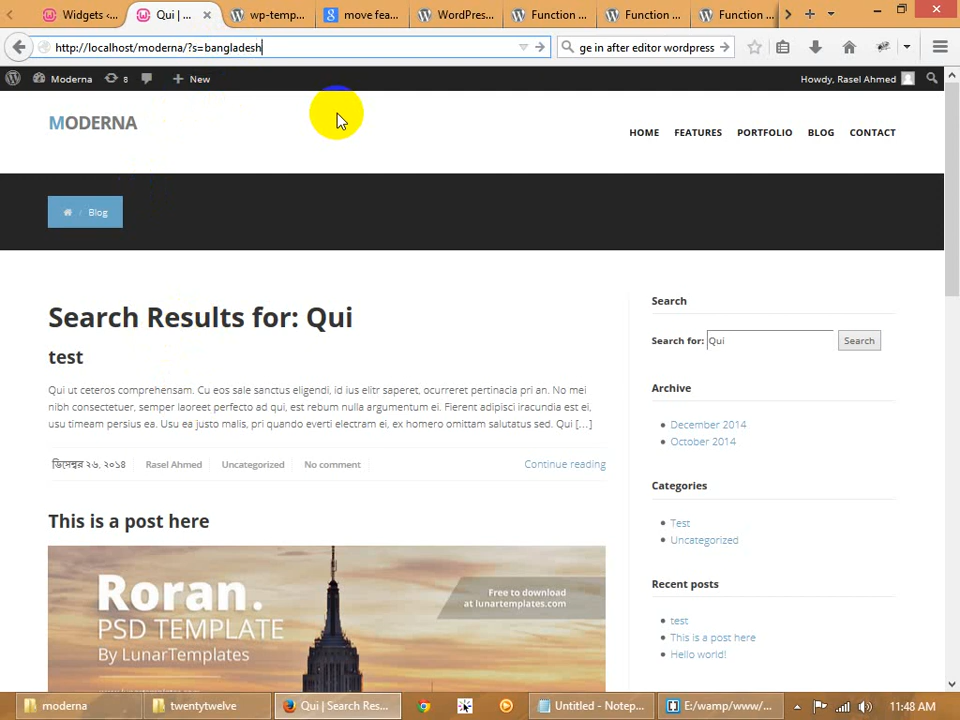 Widgets ‹...
Qui | ...
wp-temp...
move fea...
WordPres...
Function ...
Function ...
Function ...
http://localhost/moderna/?s=bangladesh
ge in after editor wordpress
Moderna
8
New
Howdy, Rasel Ahmed
MODERNA
HOME
FEATURES
PORTFOLIO
BLOG
CONTACT
/ Blog
Search Results for: Qui
test
Qui ut ceteros comprehensam. Cu eos sale sanctus eligendi, id ius elitr saperet, ocurreret pertinacia pri an. No mei
nibh consectetuer, semper laoreet perfecto ad qui, est rebum nulla argumentum ei. Fierent adipisci iracundia est ei,
usu timeam persius ea. Usu ea justo malis, pri quando everti electram ei, ex homero omittam salutatus sed. Qui […]
ডিসেম্বর ২৬, ২০১৪
Rasel Ahmed
Uncategorized
No comment
Continue reading
This is a post here
Roran.
PSD TEMPLATE
By LunarTemplates
Free to download
at lunartemplates.com
Search
Search for:
Qui
Search
Archive
December 2014
October 2014
Categories
Test
Uncategorized
Recent posts
test
This is a post here
Hello world!
moderna
twentytwelve
Qui | Search Res...
Untitled - Notep...
E:/wamp/www/...
11:48 AM